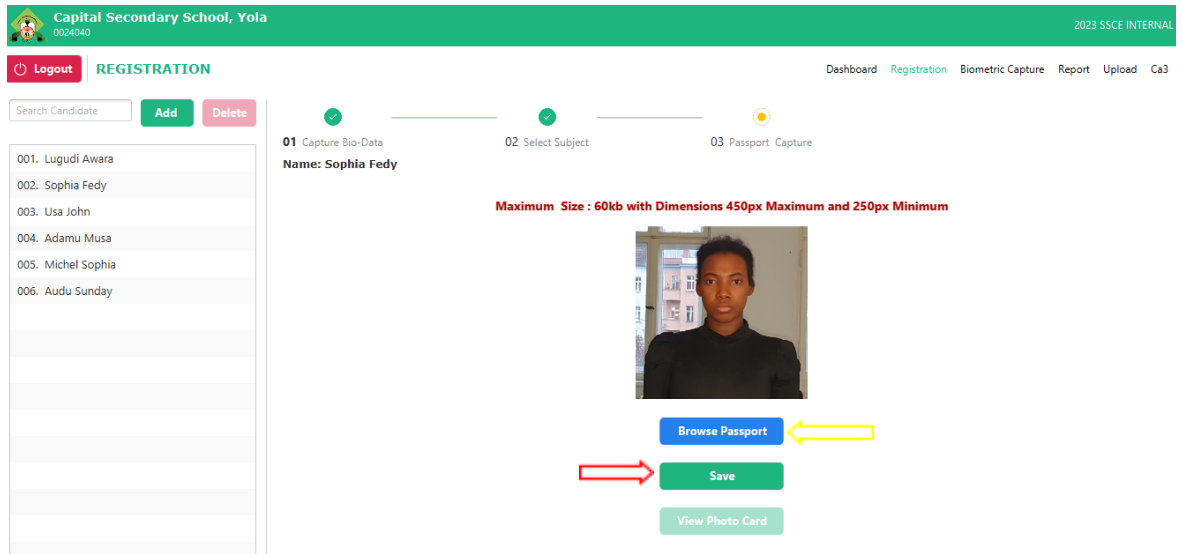 Capital Secondary School, Yola
0024040
2023 SSCE INTERNAL
Logout
REGISTRATION
Dashboard Registration Biometric Capture Report Upload Ca3
Search Candidate Add Delete
001. Lugudi Awara
002. Sophia Fedy
003. Usa John
004. Adamu Musa
005. Michel Sophia
006. Audu Sunday
01 Capture Bio-Data 02 Select Subject 03 Passport Capture
Name: Sophia Fedy
Maximum Size : 60kb with Dimensions 450px Maximum and 250px Minimum
Browse Passport
Save
View Photo Card